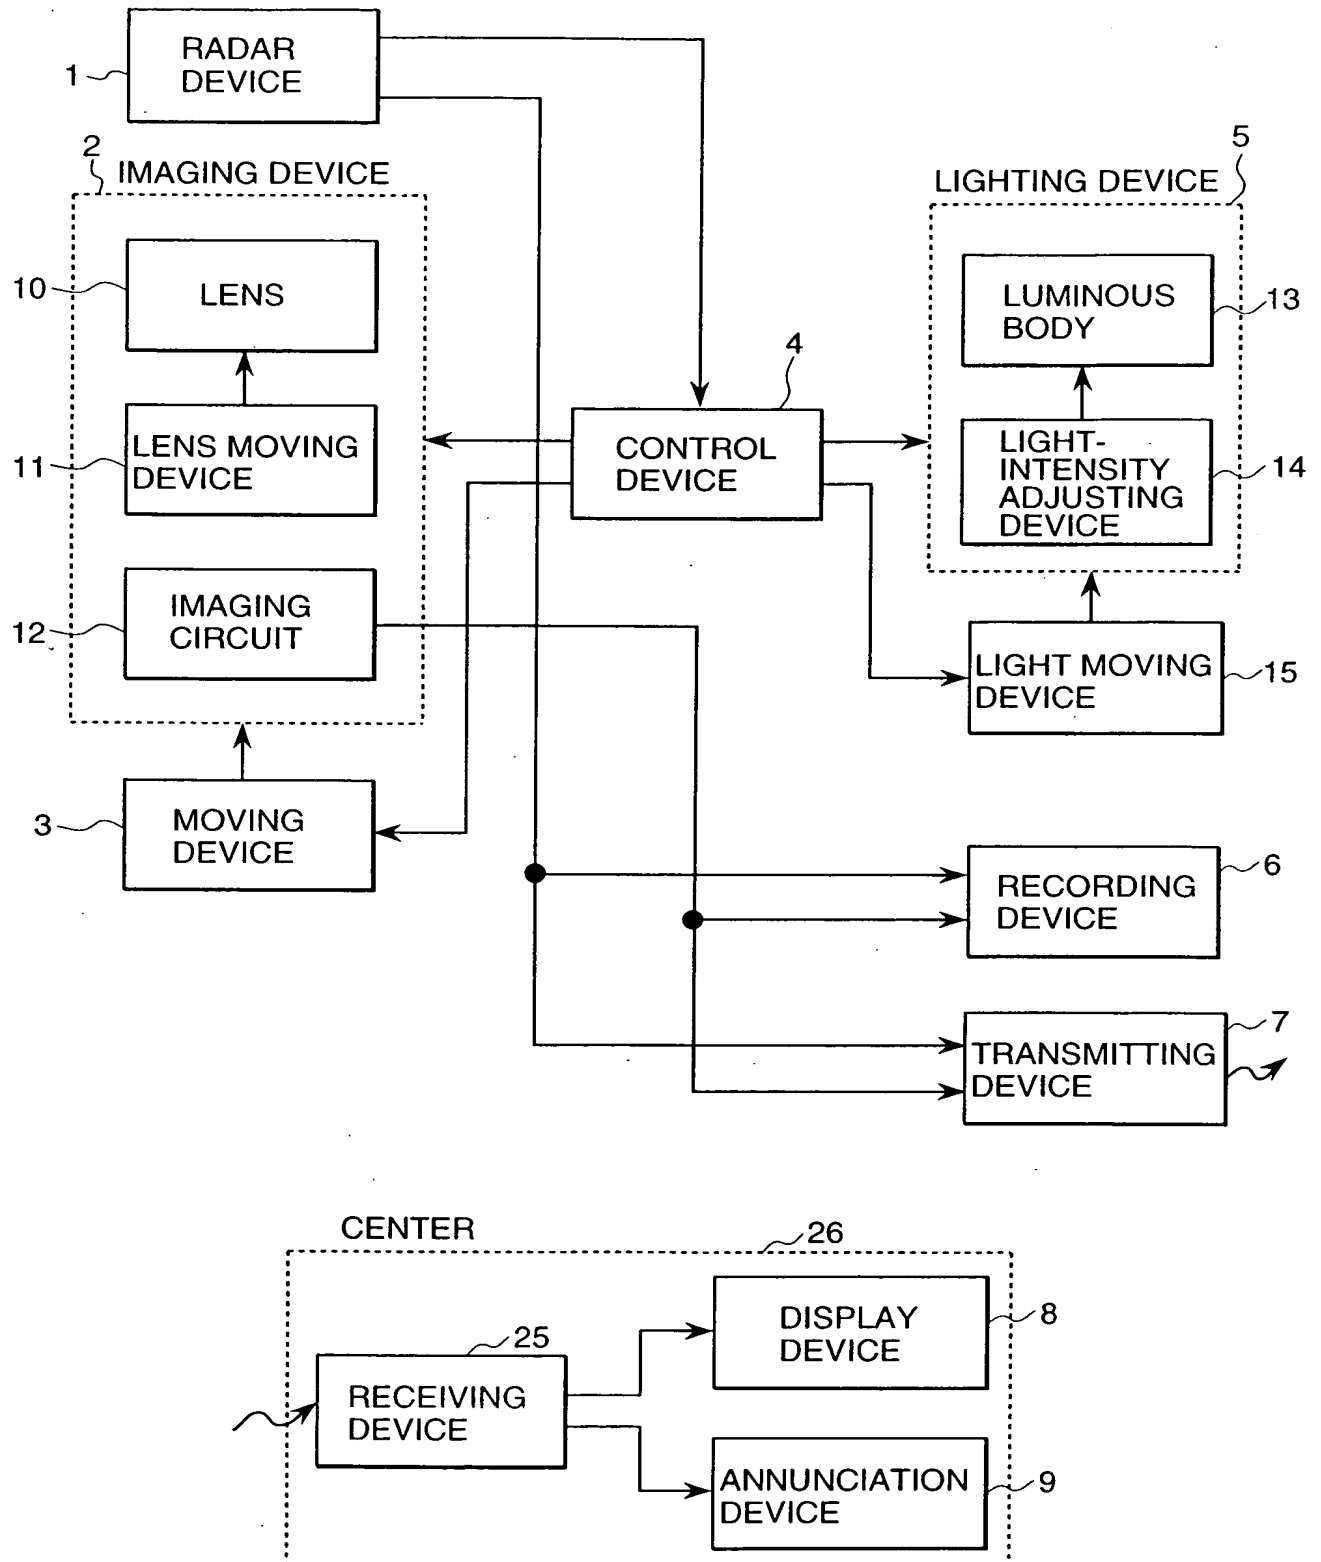 RADAR
DEVICE
1
2
IMAGING DEVICE
LENS
10
LENS MOVING
DEVICE
11
IMAGING
CIRCUIT
12
MOVING
DEVICE
3
4
CONTROL
DEVICE
5
LIGHTING DEVICE
LUMINOUS
BODY
13
LIGHT-
INTENSITY
ADJUSTING
DEVICE
14
LIGHT MOVING
DEVICE
15
RECORDING
DEVICE
6
TRANSMITTING
DEVICE
7
CENTER
26
DISPLAY
DEVICE
8
25
RECEIVING
DEVICE
ANNUNCIATION
DEVICE
9